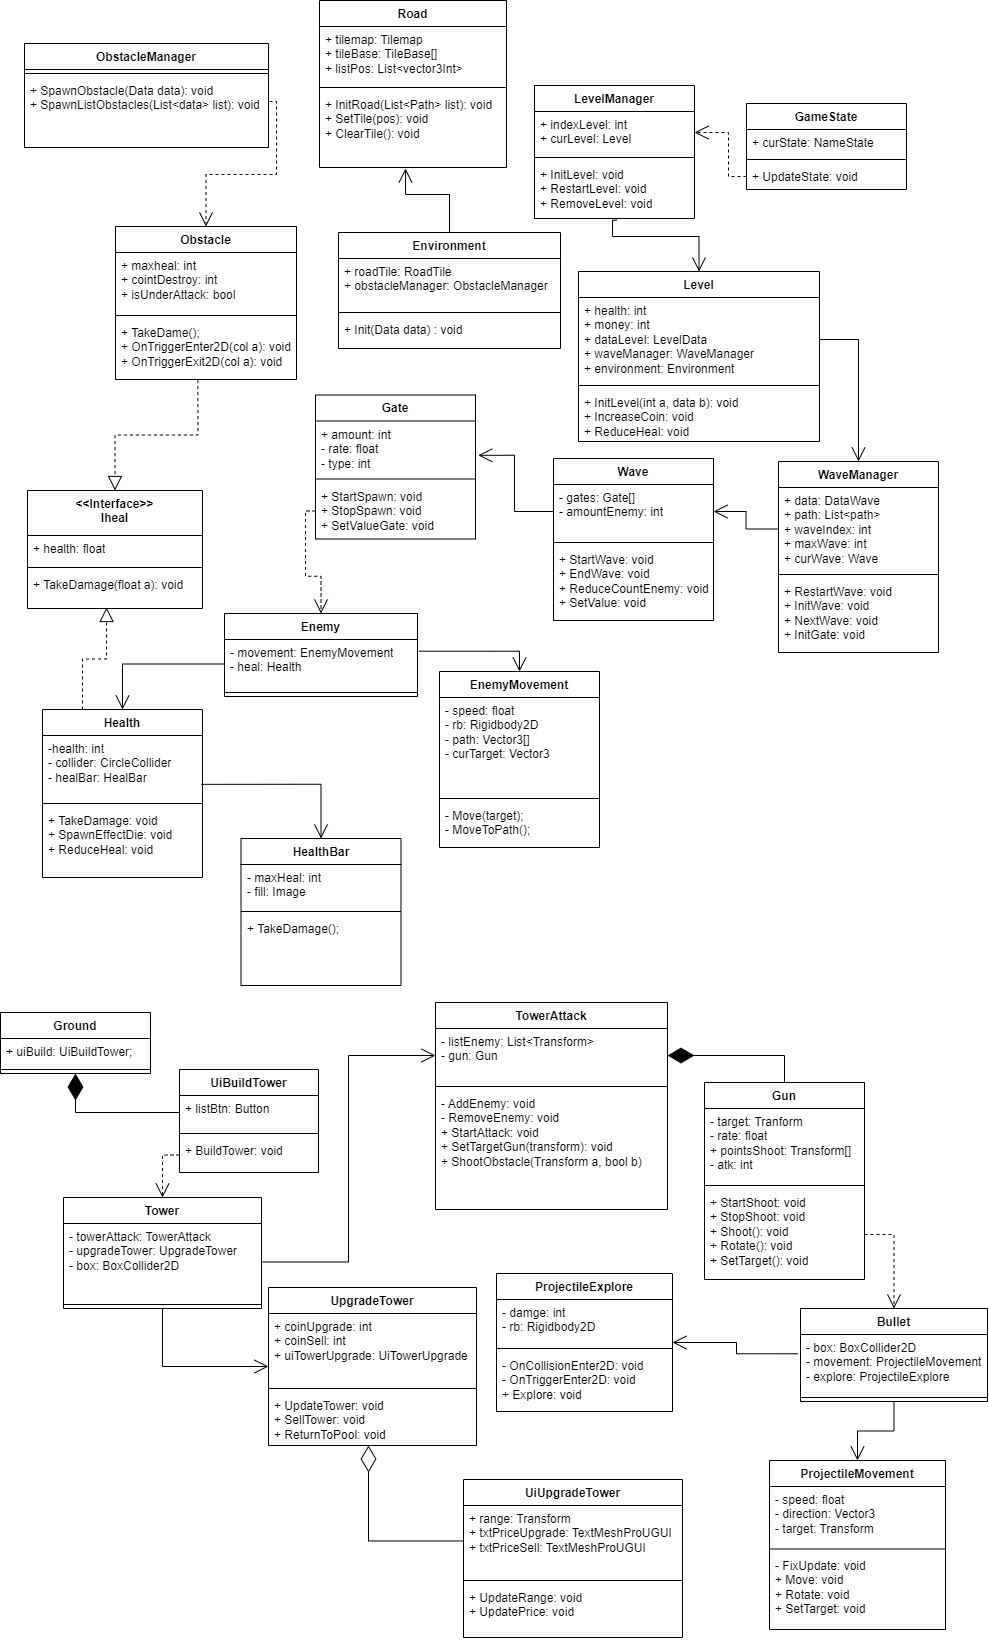 Road
+ tilemap: Tilemap
+ tileBase: TileBase[]
+ listPos: List<vector3Int>
+ InitRoad(List<Path> list): void
+ SetTile(pos): void
+ ClearTile(): void
ObstacleManager
+ SpawnObstacle(Data data): void
+ SpawnListObstacles(List<data> list): void
LevelManager
+ indexLevel: int
+ curLevel: Level
+ InitLevel: void
+ RestartLevel: void
+ RemoveLevel: void
GameState
+ curState: NameState
+ UpdateState: void
Obstacle
+ maxheal: int
+ cointDestroy: int
+ isUnderAttack: bool
+ TakeDame();
+ OnTriggerEnter2D(col a): void
+ OnTriggerExit2D(col a): void
Environment
+ roadTile: RoadTile
+ obstacleManager: ObstacleManager
+ Init(Data data) : void
Level
+ health: int
+ money: int
+ dataLevel: LevelData
+ waveManager: WaveManager
+ environment: Environment
+ InitLevel(int a, data b): void
+ IncreaseCoin: void
+ ReduceHeal: void
Gate
+ amount: int
- rate: float
- type: int
+ StartSpawn: void
+ StopSpawn: void
+ SetValueGate: void
Wave
- gates: Gate[]
- amountEnemy: int
+ StartWave: void
+ EndWave: void
+ ReduceCountEnemy: void
+ SetValue: void
WaveManager
+ data: DataWave
+ path: List<path>
+ waveIndex: int
+ maxWave: int
+ curWave: Wave
+ RestartWave: void
+ InitWave: void
+ NextWave: void
+ InitGate: void
<<Interface>>
Iheal
+ health: float
+ TakeDamage(float a): void
Enemy
- movement: EnemyMovement
- heal: Health
EnemyMovement
- speed: float
- rb: Rigidbody2D
- path: Vector3[]
- curTarget: Vector3
- Move(target);
- MoveToPath();
Health
-health: int
- collider: CircleCollider
- healBar: HealBar
+ TakeDamage: void
+ SpawnEffectDie: void
+ ReduceHeal: void
HealthBar
- maxHeal: int
- fill: Image
+ TakeDamage();
Ground
+ uiBuild: UiBuildTower;
UiBuildTower
+ listBtn: Button
+ BuildTower: void
TowerAttack
- listEnemy: List<Transform>
- gun: Gun
- AddEnemy: void
- RemoveEnemy: void
+ StartAttack: void
+ SetTargetGun(transform): void
+ ShootObstacle(Transform a, bool b)
Gun
- target: Tranform
- rate: float
+ pointsShoot: Transform[]
- atk: int
+ StartShoot: void
+ StopShoot: void
+ Shoot(): void
+ Rotate(): void
+ SetTarget(): void
Tower
- towerAttack: TowerAttack
- upgradeTower: UpgradeTower
- box: BoxCollider2D
UpgradeTower
+ coinUpgrade: int
+ coinSell: int
+ uiTowerUpgrade: UiTowerUpgrade
+ UpdateTower: void
+ SellTower: void
+ ReturnToPool: void
ProjectileExplore
- damge: int
- rb: Rigidbody2D
- OnCollisionEnter2D: void
- OnTriggerEnter2D: void
+ Explore: void
Bullet
- box: BoxCollider2D
- movement: ProjectileMovement
- explore: ProjectileExplore
ProjectileMovement
- speed: float
- direction: Vector3
- target: Transform
- FixUpdate: void
+ Move: void
+ Rotate: void
+ SetTarget: void
UiUpgradeTower
+ range: Transform
+ txtPriceUpgrade: TextMeshProUGUI
+ txtPriceSell: TextMeshProUGUI
+ UpdateRange: void
+ UpdatePrice: void